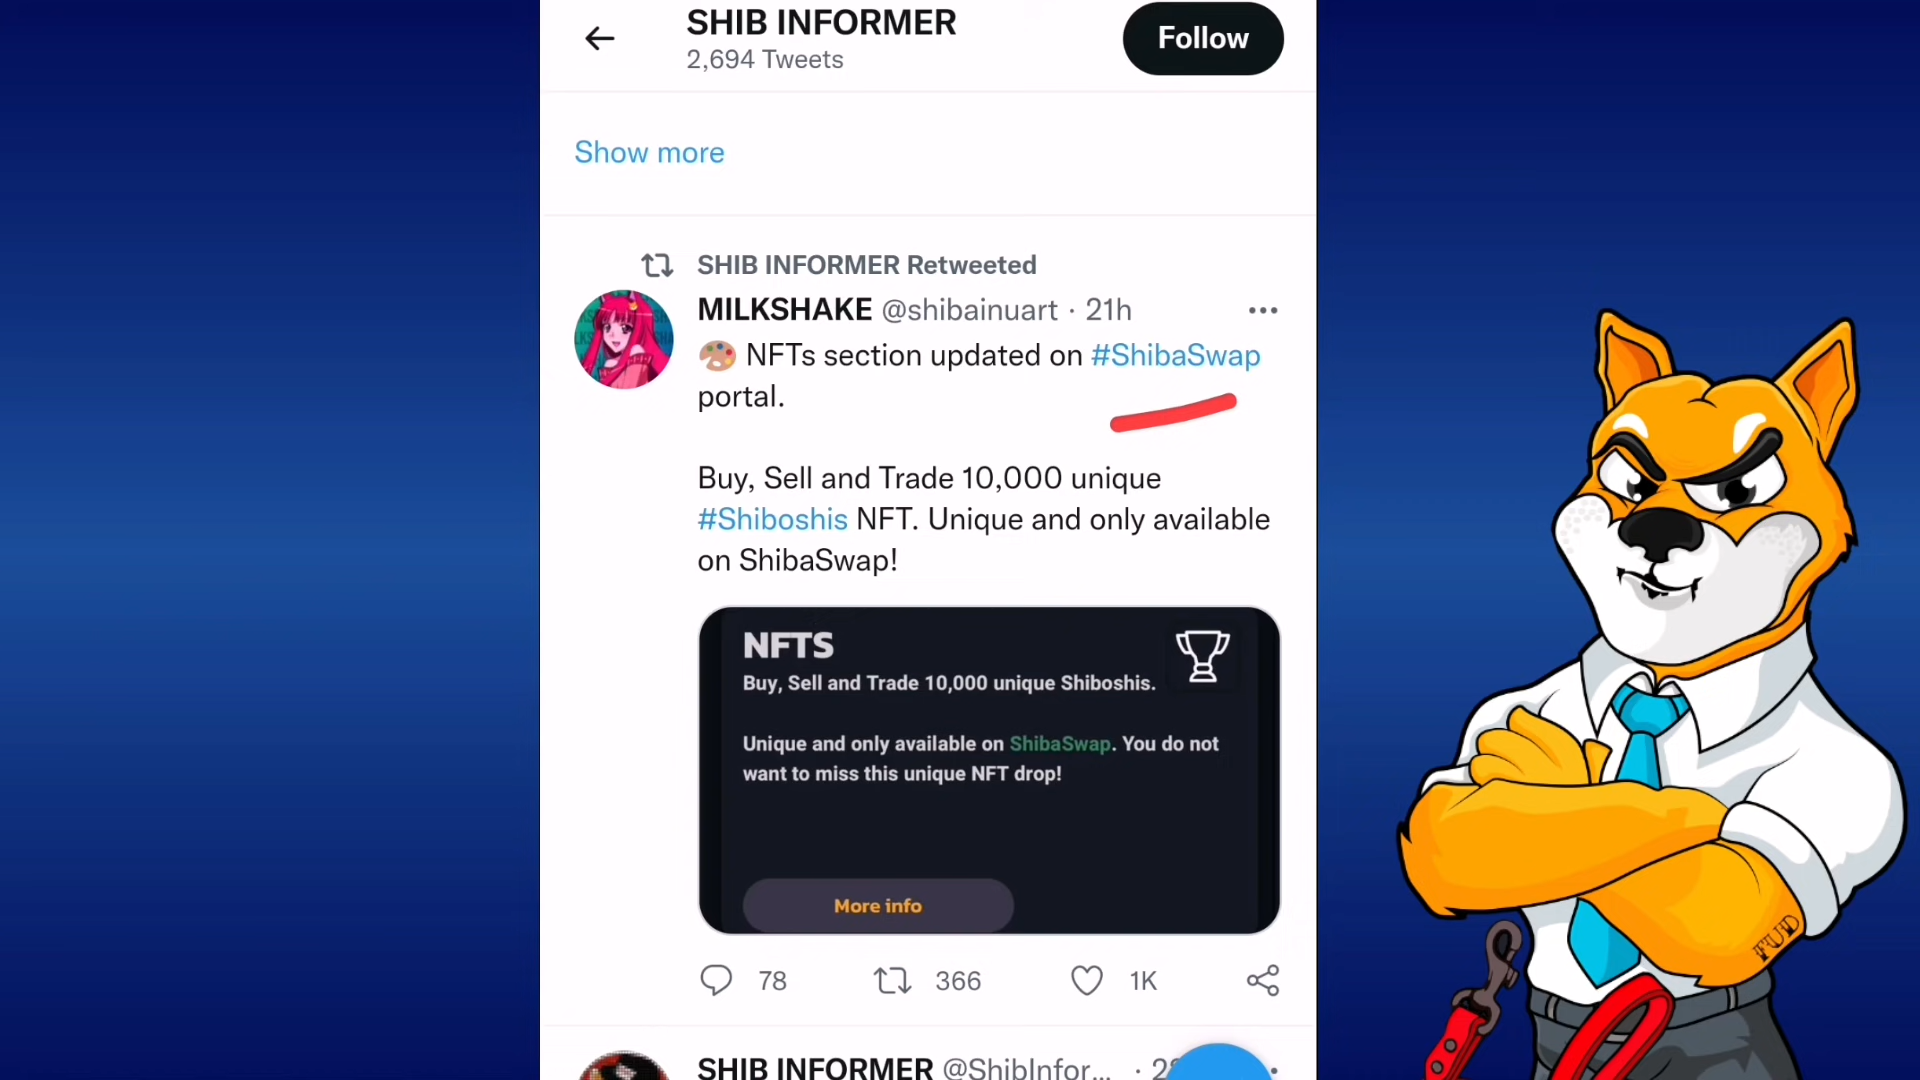 SHIB INFORMER
2,694 Tweets
Follow
Show more
SHIB INFORMER Retweeted
MILKSHAKE @shibainuart · 21h
NFTs section updated on #ShibaSwap
portal.
Buy, Sell and Trade 10,000 unique
#Shiboshis NFT. Unique and only available
on ShibaSwap!
NFTS
Buy, Sell and Trade 10,000 unique Shiboshis.
Unique and only available on ShibaSwap. You do not
want to miss this unique NFT drop!
More info
78 366 1K
SHIB INFORMER @ShibInfor... ·
FUD